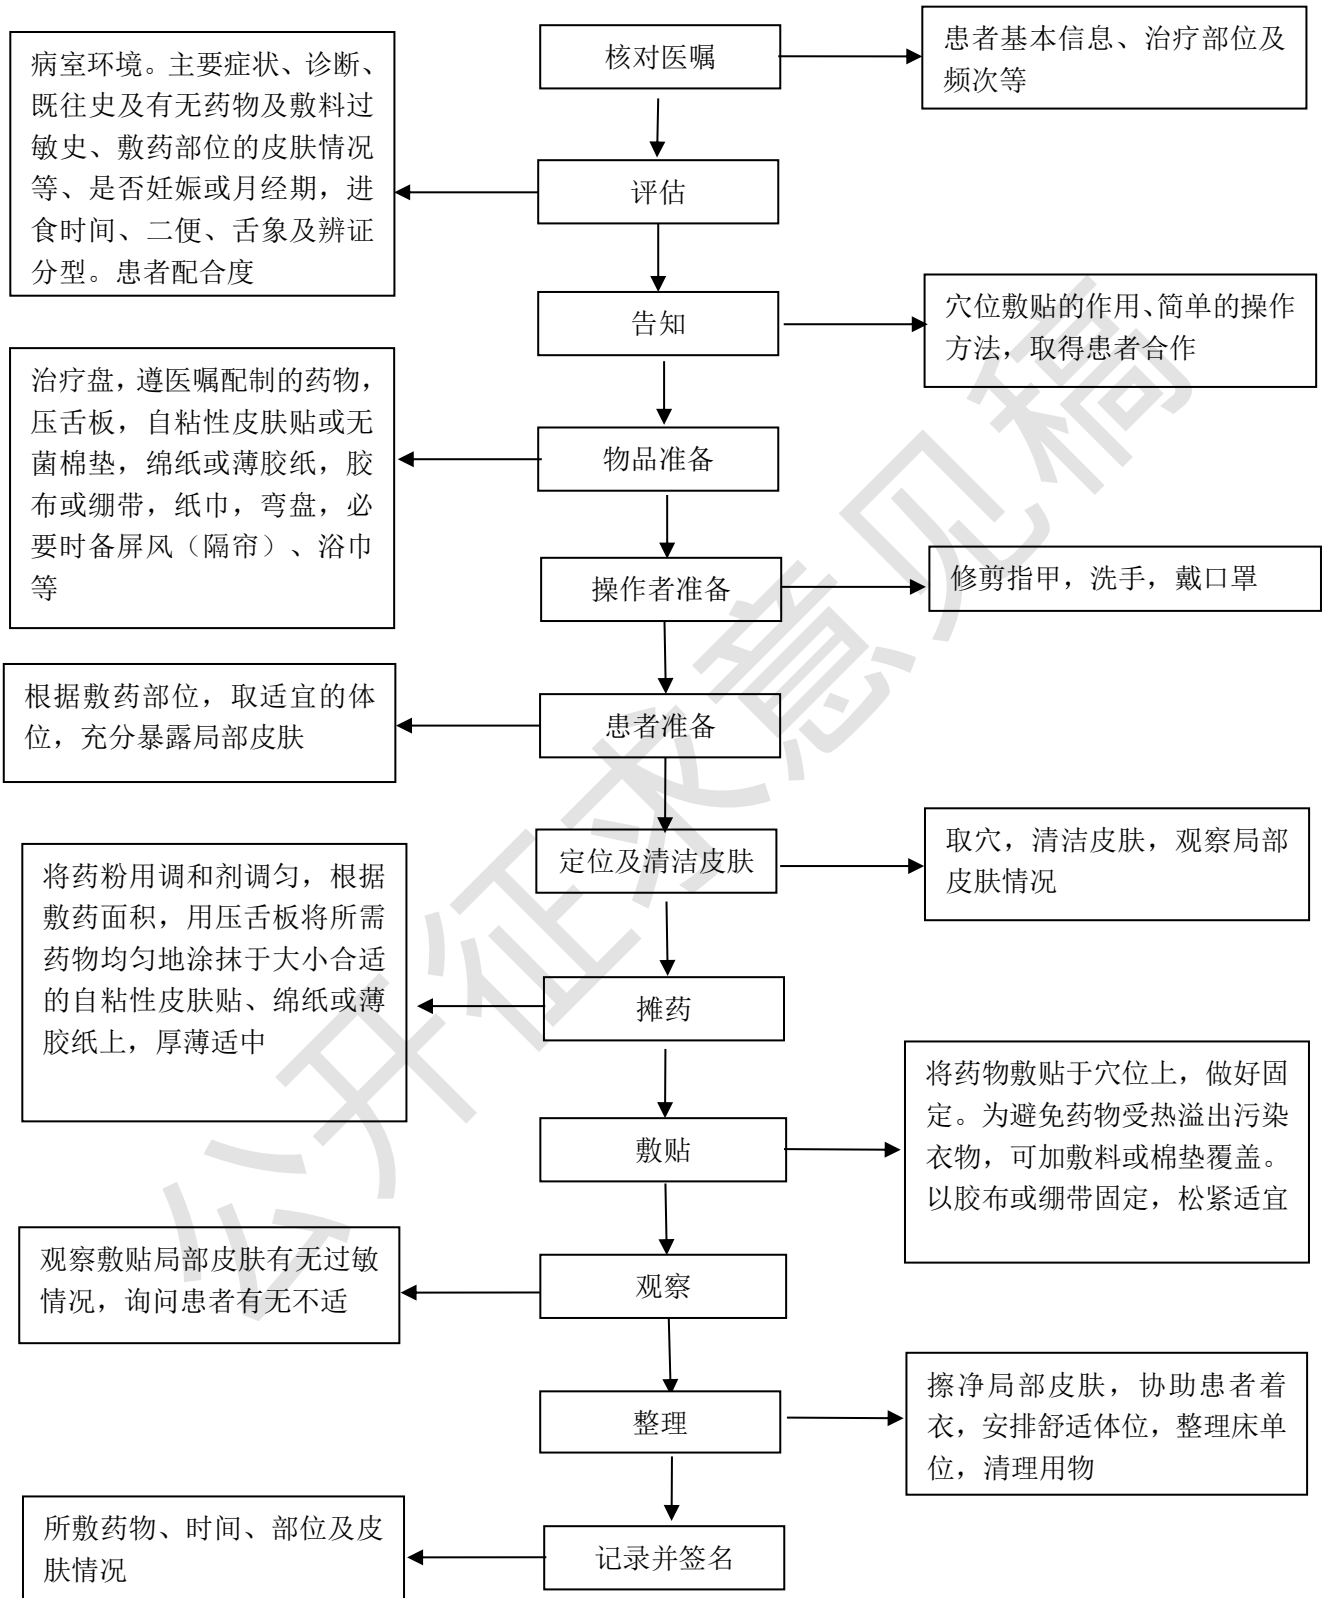 核对医嘱
患者基本信息、治疗部位及
频次等
病室环境。主要症状、诊断、
既往史及有无药物及敷料过
敏史、敷药部位的皮肤情况
等、是否妊娠或月经期，进
食时间、二便、舌象及辨证
分型。患者配合度
评估
告知
穴位敷贴的作用、简单的操作
方法，取得患者合作
治疗盘，遵医嘱配制的药物，
压舌板，自粘性皮肤贴或无
菌棉垫，绵纸或薄胶纸，胶
布或绷带，纸巾，弯盘，必
要时备屏风（隔帘）、浴巾
等
物品准备
操作者准备
修剪指甲，洗手，戴口罩
根据敷药部位，取适宜的体
位，充分暴露局部皮肤
患者准备
定位及清洁皮肤
取穴，清洁皮肤，观察局部
皮肤情况
将药粉用调和剂调匀，根据
敷药面积，用压舌板将所需
药物均匀地涂抹于大小合适
的自粘性皮肤贴、绵纸或薄
胶纸上，厚薄适中
摊药
敷贴
将药物敷贴于穴位上，做好固
定。为避免药物受热溢出污染
衣物，可加敷料或棉垫覆盖。
以胶布或绷带固定，松紧适宜
观察敷贴局部皮肤有无过敏
情况，询问患者有无不适
观察
整理
擦净局部皮肤，协助患者着
衣，安排舒适体位，整理床单
位，清理用物
所敷药物、时间、部位及皮
肤情况
记录并签名
公开征求意见稿